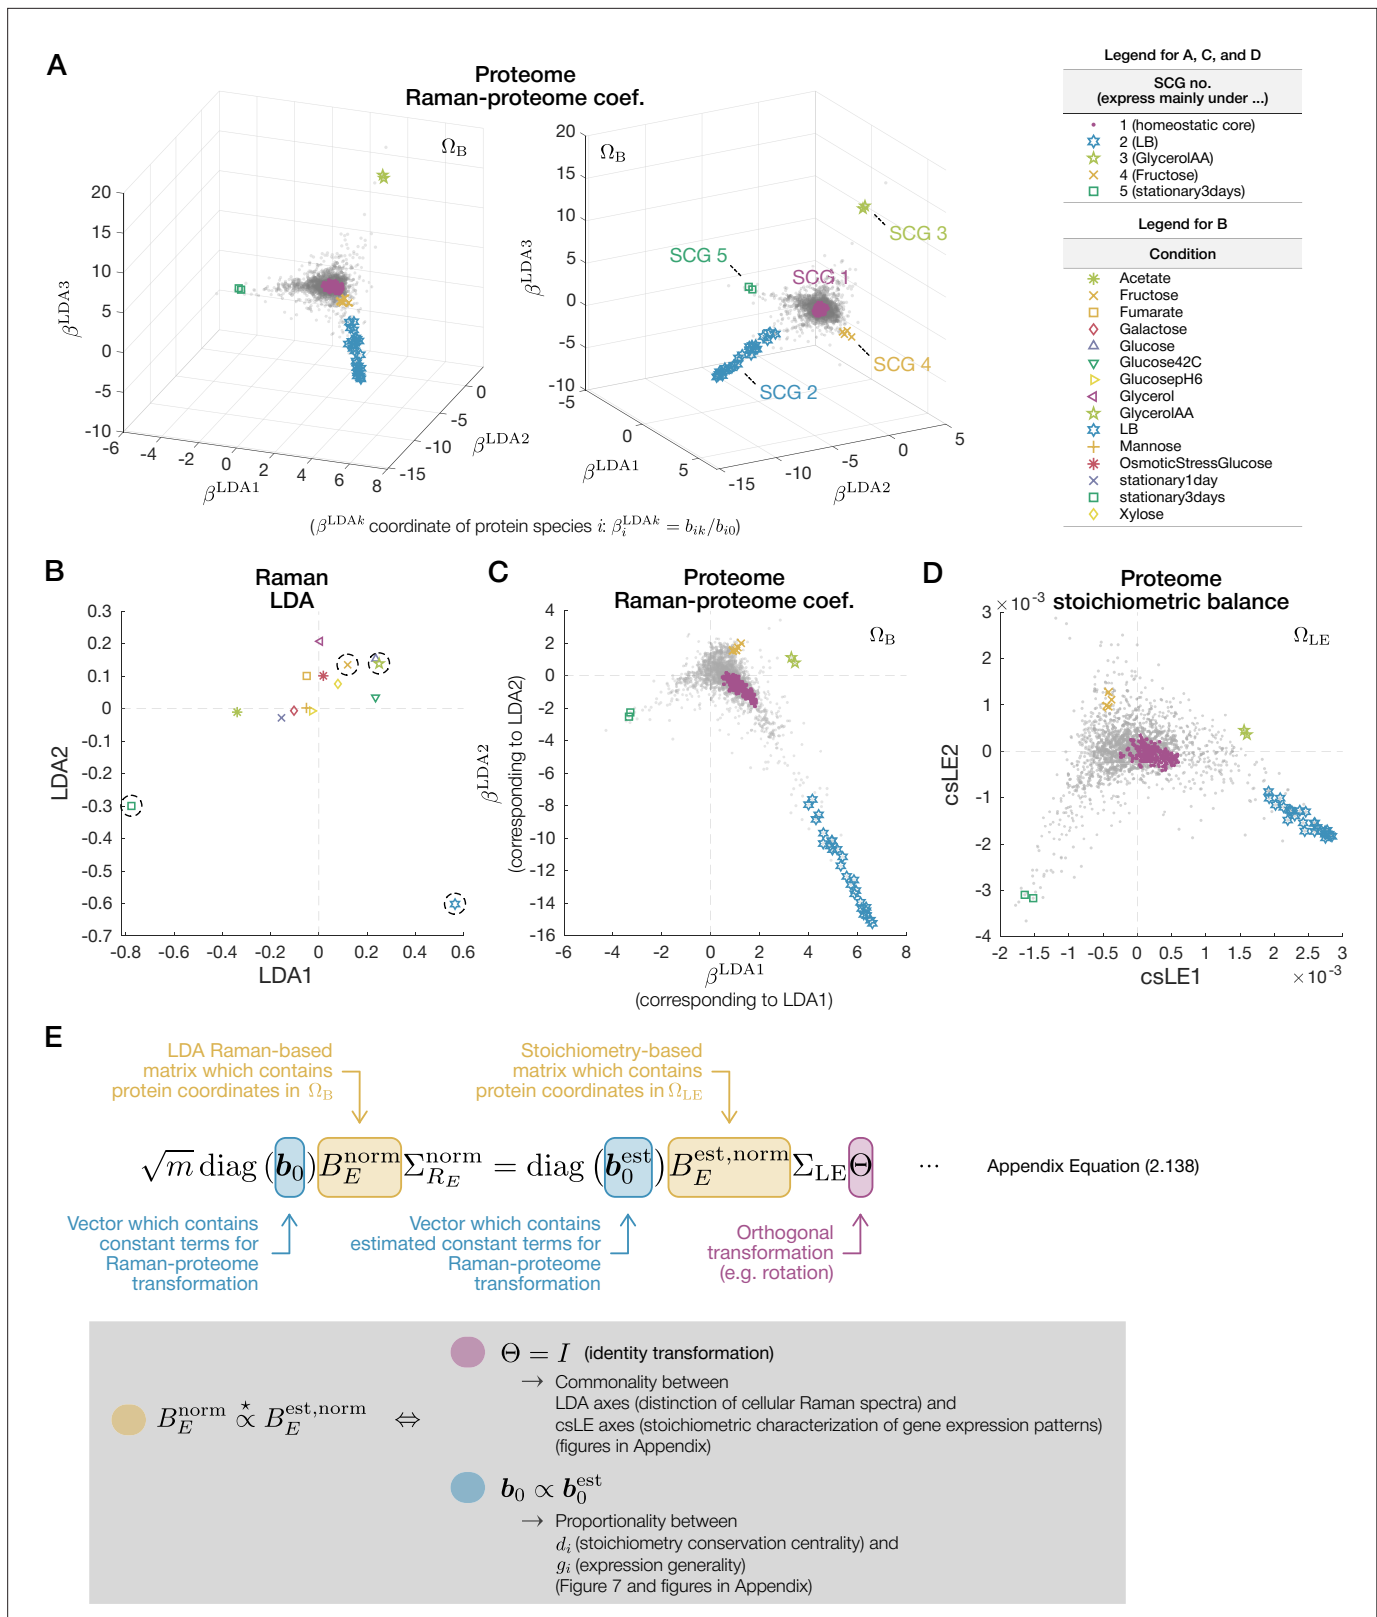 A
Proteome
Raman-proteome coef.
Ω_B
20
15
10
5
0
-5
-10
β^LDA3
-6
-4
-2
0
2
4
6
8
β^LDA1
-15
-10
-5
0
β^LDA2
Ω_B
20
15
10
5
0
-5
-10
β^LDA3
-5
0
5
β^LDA1
-15
-10
-5
0
5
β^LDA2
SCG 5
SCG 1
SCG 3
SCG 4
SCG 2
(β^LDAk coordinate of protein species i: β_i^LDAk = b_ik/b_i0)
Legend for A, C, and D
SCG no.
(express mainly under ...)
1 (homeostatic core)
2 (LB)
3 (GlycerolAA)
4 (Fructose)
5 (stationary3days)
Legend for B
Condition
Acetate
Fructose
Fumarate
Galactose
Glucose
Glucose42C
GlucosepH6
Glycerol
GlycerolAA
LB
Mannose
OsmoticStressGlucose
stationary1day
stationary3days
Xylose
B
Raman
LDA
0.3
0.2
0.1
0
-0.1
-0.2
-0.3
-0.4
-0.5
-0.6
-0.7
LDA2
-0.8 -0.6 -0.4 -0.2 0 0.2 0.4 0.6
LDA1
C
Proteome
Raman-proteome coef.
Ω_B
4
2
0
-2
-4
-6
-8
-10
-12
-14
-16
β^LDA2
(corresponding to LDA2)
-6 -4 -2 0 2 4 6 8
β^LDA1
(corresponding to LDA1)
D
Proteome
stoichiometric balance
×10^-3
Ω_LE
3
2
1
0
-1
-2
-3
-4
csLE2
-2 -1.5 -1 -0.5 0 0.5 1 1.5 2 2.5 3
csLE1
×10^-3
E
LDA Raman-based
matrix which contains
protein coordinates in Ω_B
Stoichiometry-based
matrix which contains
protein coordinates in Ω_LE
√m diag (b_0) B_E^norm Σ_{R_E}^norm = diag (b_0^est) B_E^est,norm Σ_LE Θ ⋯ Appendix Equation (2.138)
Vector which contains
constant terms for
Raman-proteome
transformation
Vector which contains
estimated constant terms for
Raman-proteome
transformation
Orthogonal
transformation
(e.g. rotation)
B_E^norm ∝^⋆ B_E^est,norm ⇔
Θ = I (identity transformation)
→ Commonality between
LDA axes (distinction of cellular Raman spectra) and
csLE axes (stoichiometric characterization of gene expression patterns)
(figures in Appendix)
b_0 ∝ b_0^est
→ Proportionality between
d_i (stoichiometry conservation centrality) and
g_i (expression generality)
(Figure 7 and figures in Appendix)